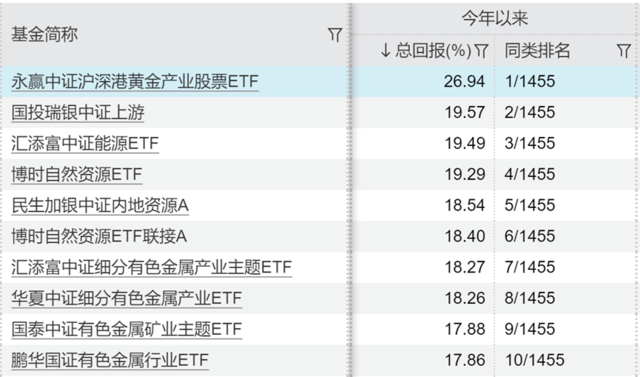 基金简称
今年以来
↓总回报(%) 同类排名
永赢中证沪深港黄金产业股票ETF 26.94 1/1455
国投瑞银中证上游 19.57 2/1455
汇添富中证能源ETF 19.49 3/1455
博时自然资源ETF 19.29 4/1455
民生加银中证内地资源A 18.54 5/1455
博时自然资源ETF联接A 18.40 6/1455
汇添富中证细分有色金属产业主题ETF 18.27 7/1455
华夏中证细分有色金属产业ETF 18.26 8/1455
国泰中证有色金属矿业主题ETF 17.88 9/1455
鹏华国证有色金属行业ETF 17.86 10/1455